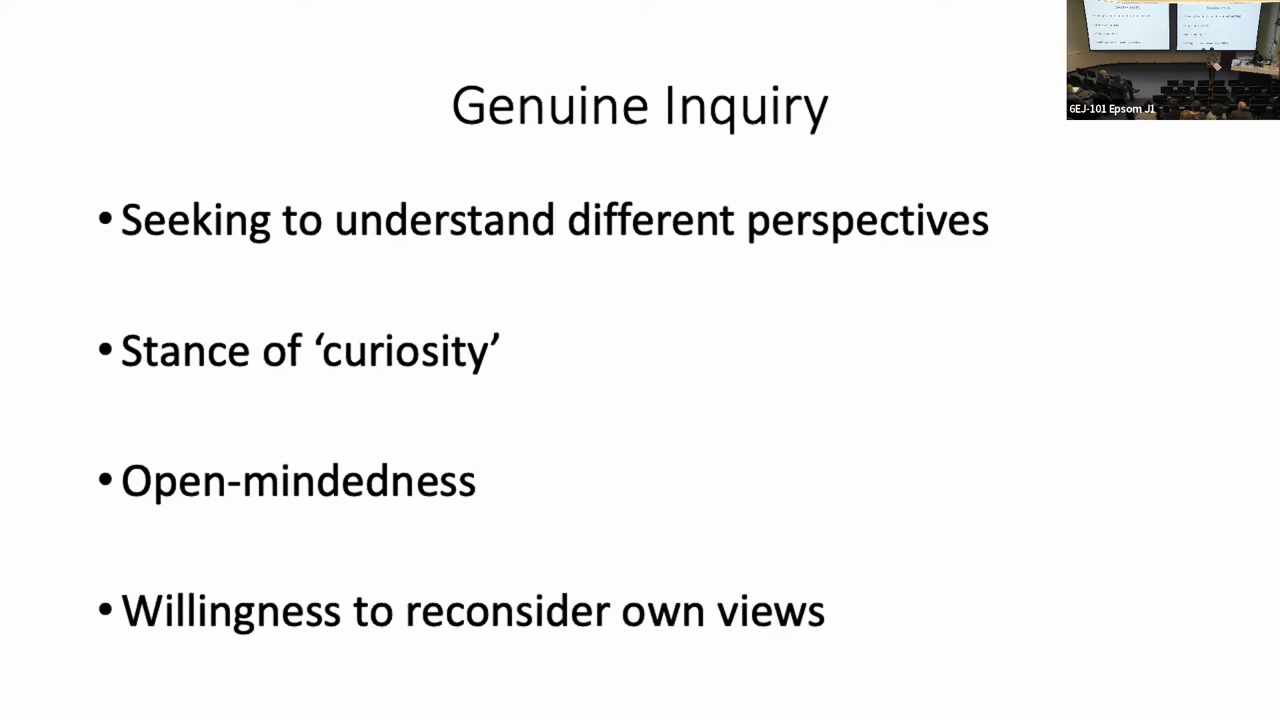 Genuine Inquiry
• Seeking to understand different perspectives
• Stance of ‘curiosity’
• Open-mindedness
• Willingness to reconsider own views
6EJ-101 Epsom J1